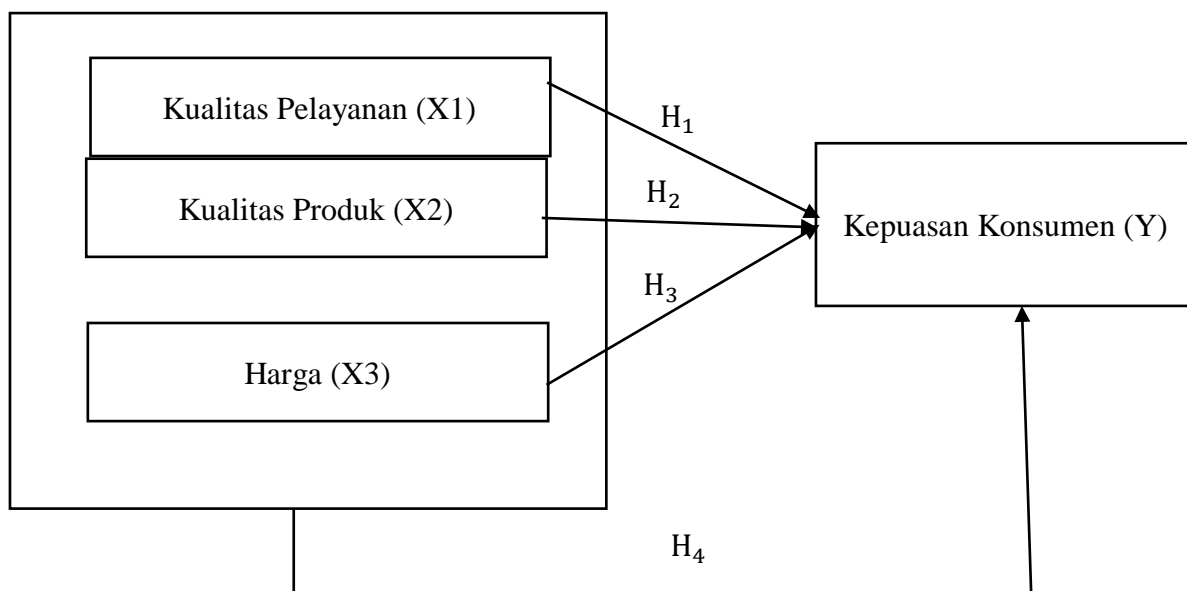 Kualitas Pelayanan (X1)
H₁
Kualitas Produk (X2)
H₂
Kepuasan Konsumen (Y)
H₃
Harga (X3)
H₄